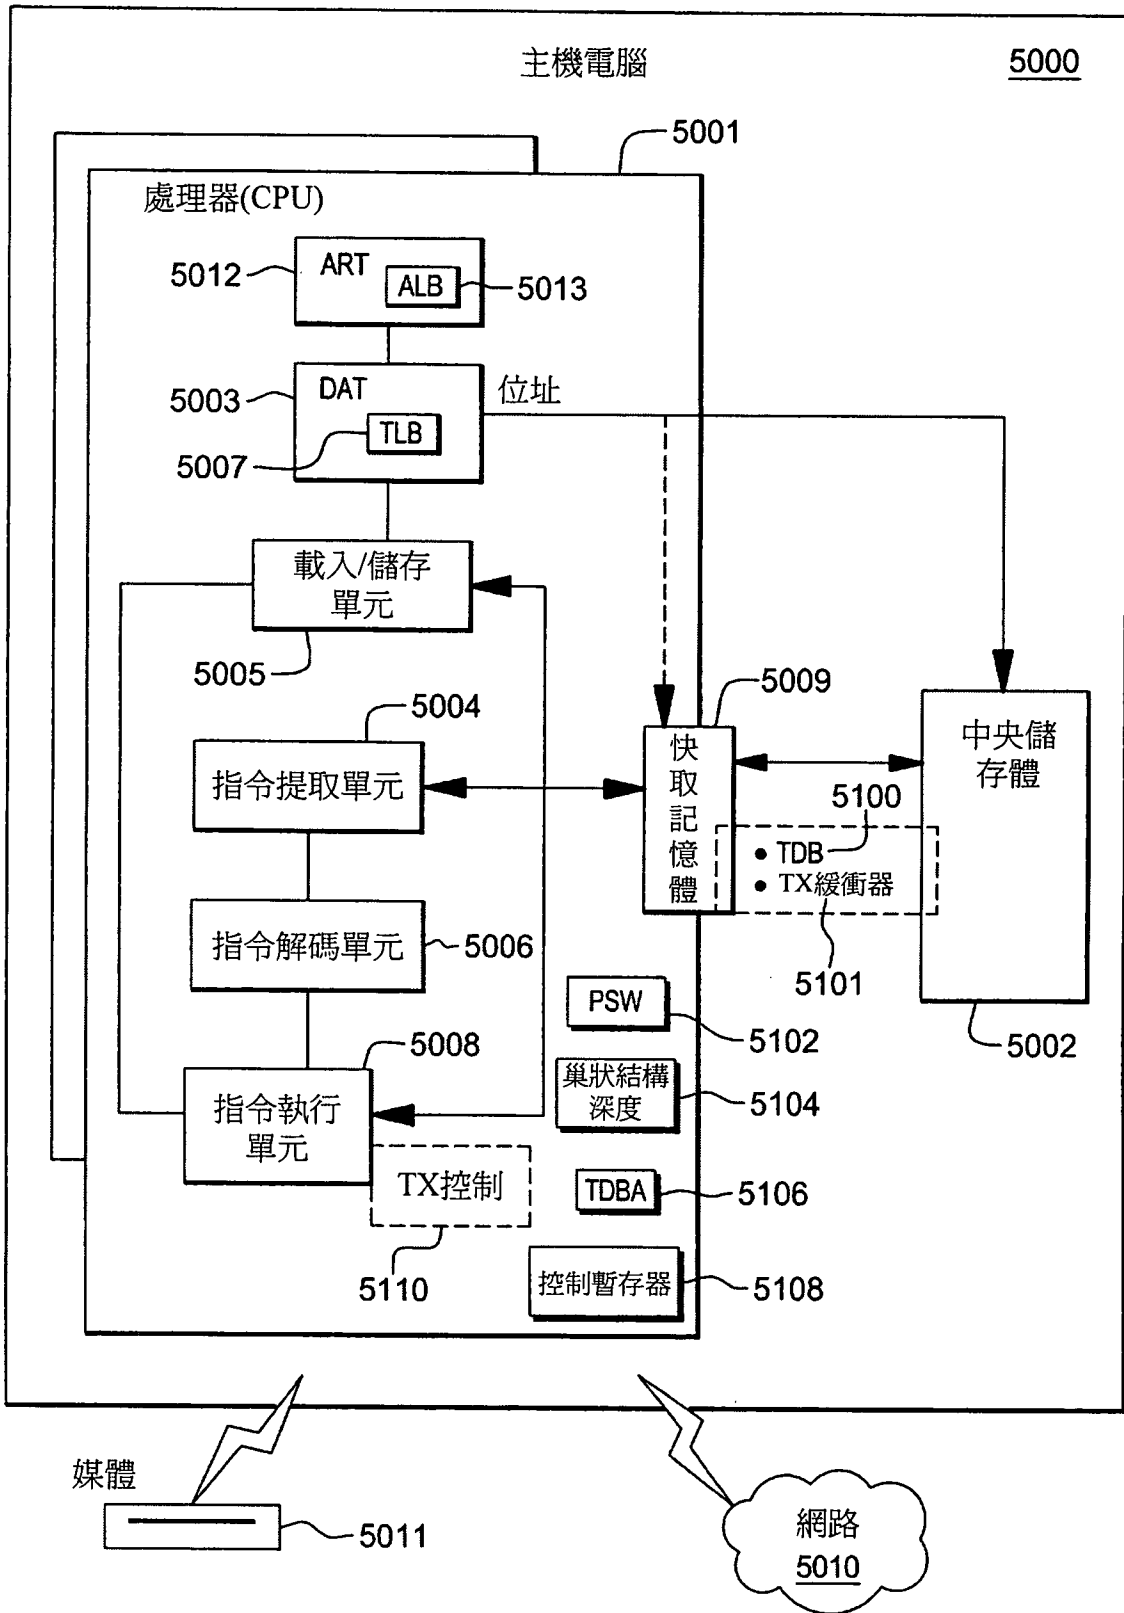 主機電腦
5000
5001
處理器(CPU)
ART
5012
ALB
5013
DAT
位址
5003
TLB
5007
載入/儲存
單元
5005
5004
5009
指令提取單元
快取記憶體
中央儲
存體
5100
TDB
TX緩衝器
5101
指令解碼單元
5006
PSW
5102
5002
5008
巢狀結構
深度
5104
指令執行
單元
TX控制
TDBA
5106
5110
控制暫存器
5108
媒體
5011
網路
5010